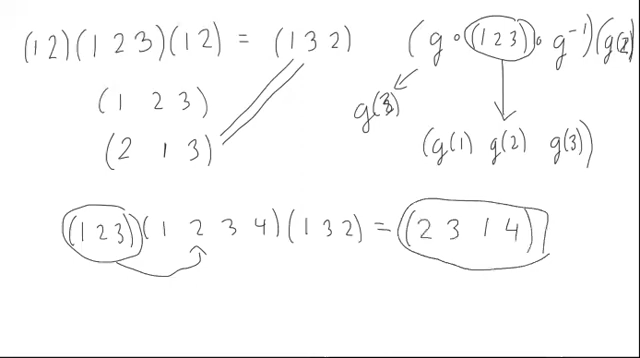 (1 2)(1 2 3)(1 2) = (1 3 2)
(g ∘ (1 2 3) ∘ g⁻¹)(g(2)
(1 2 3)
g(3)
(2 1 3)
(g(1) g(2) g(3))
(1 2 3)(1 2 3 4)(1 3 2) = (2 3 1 4)